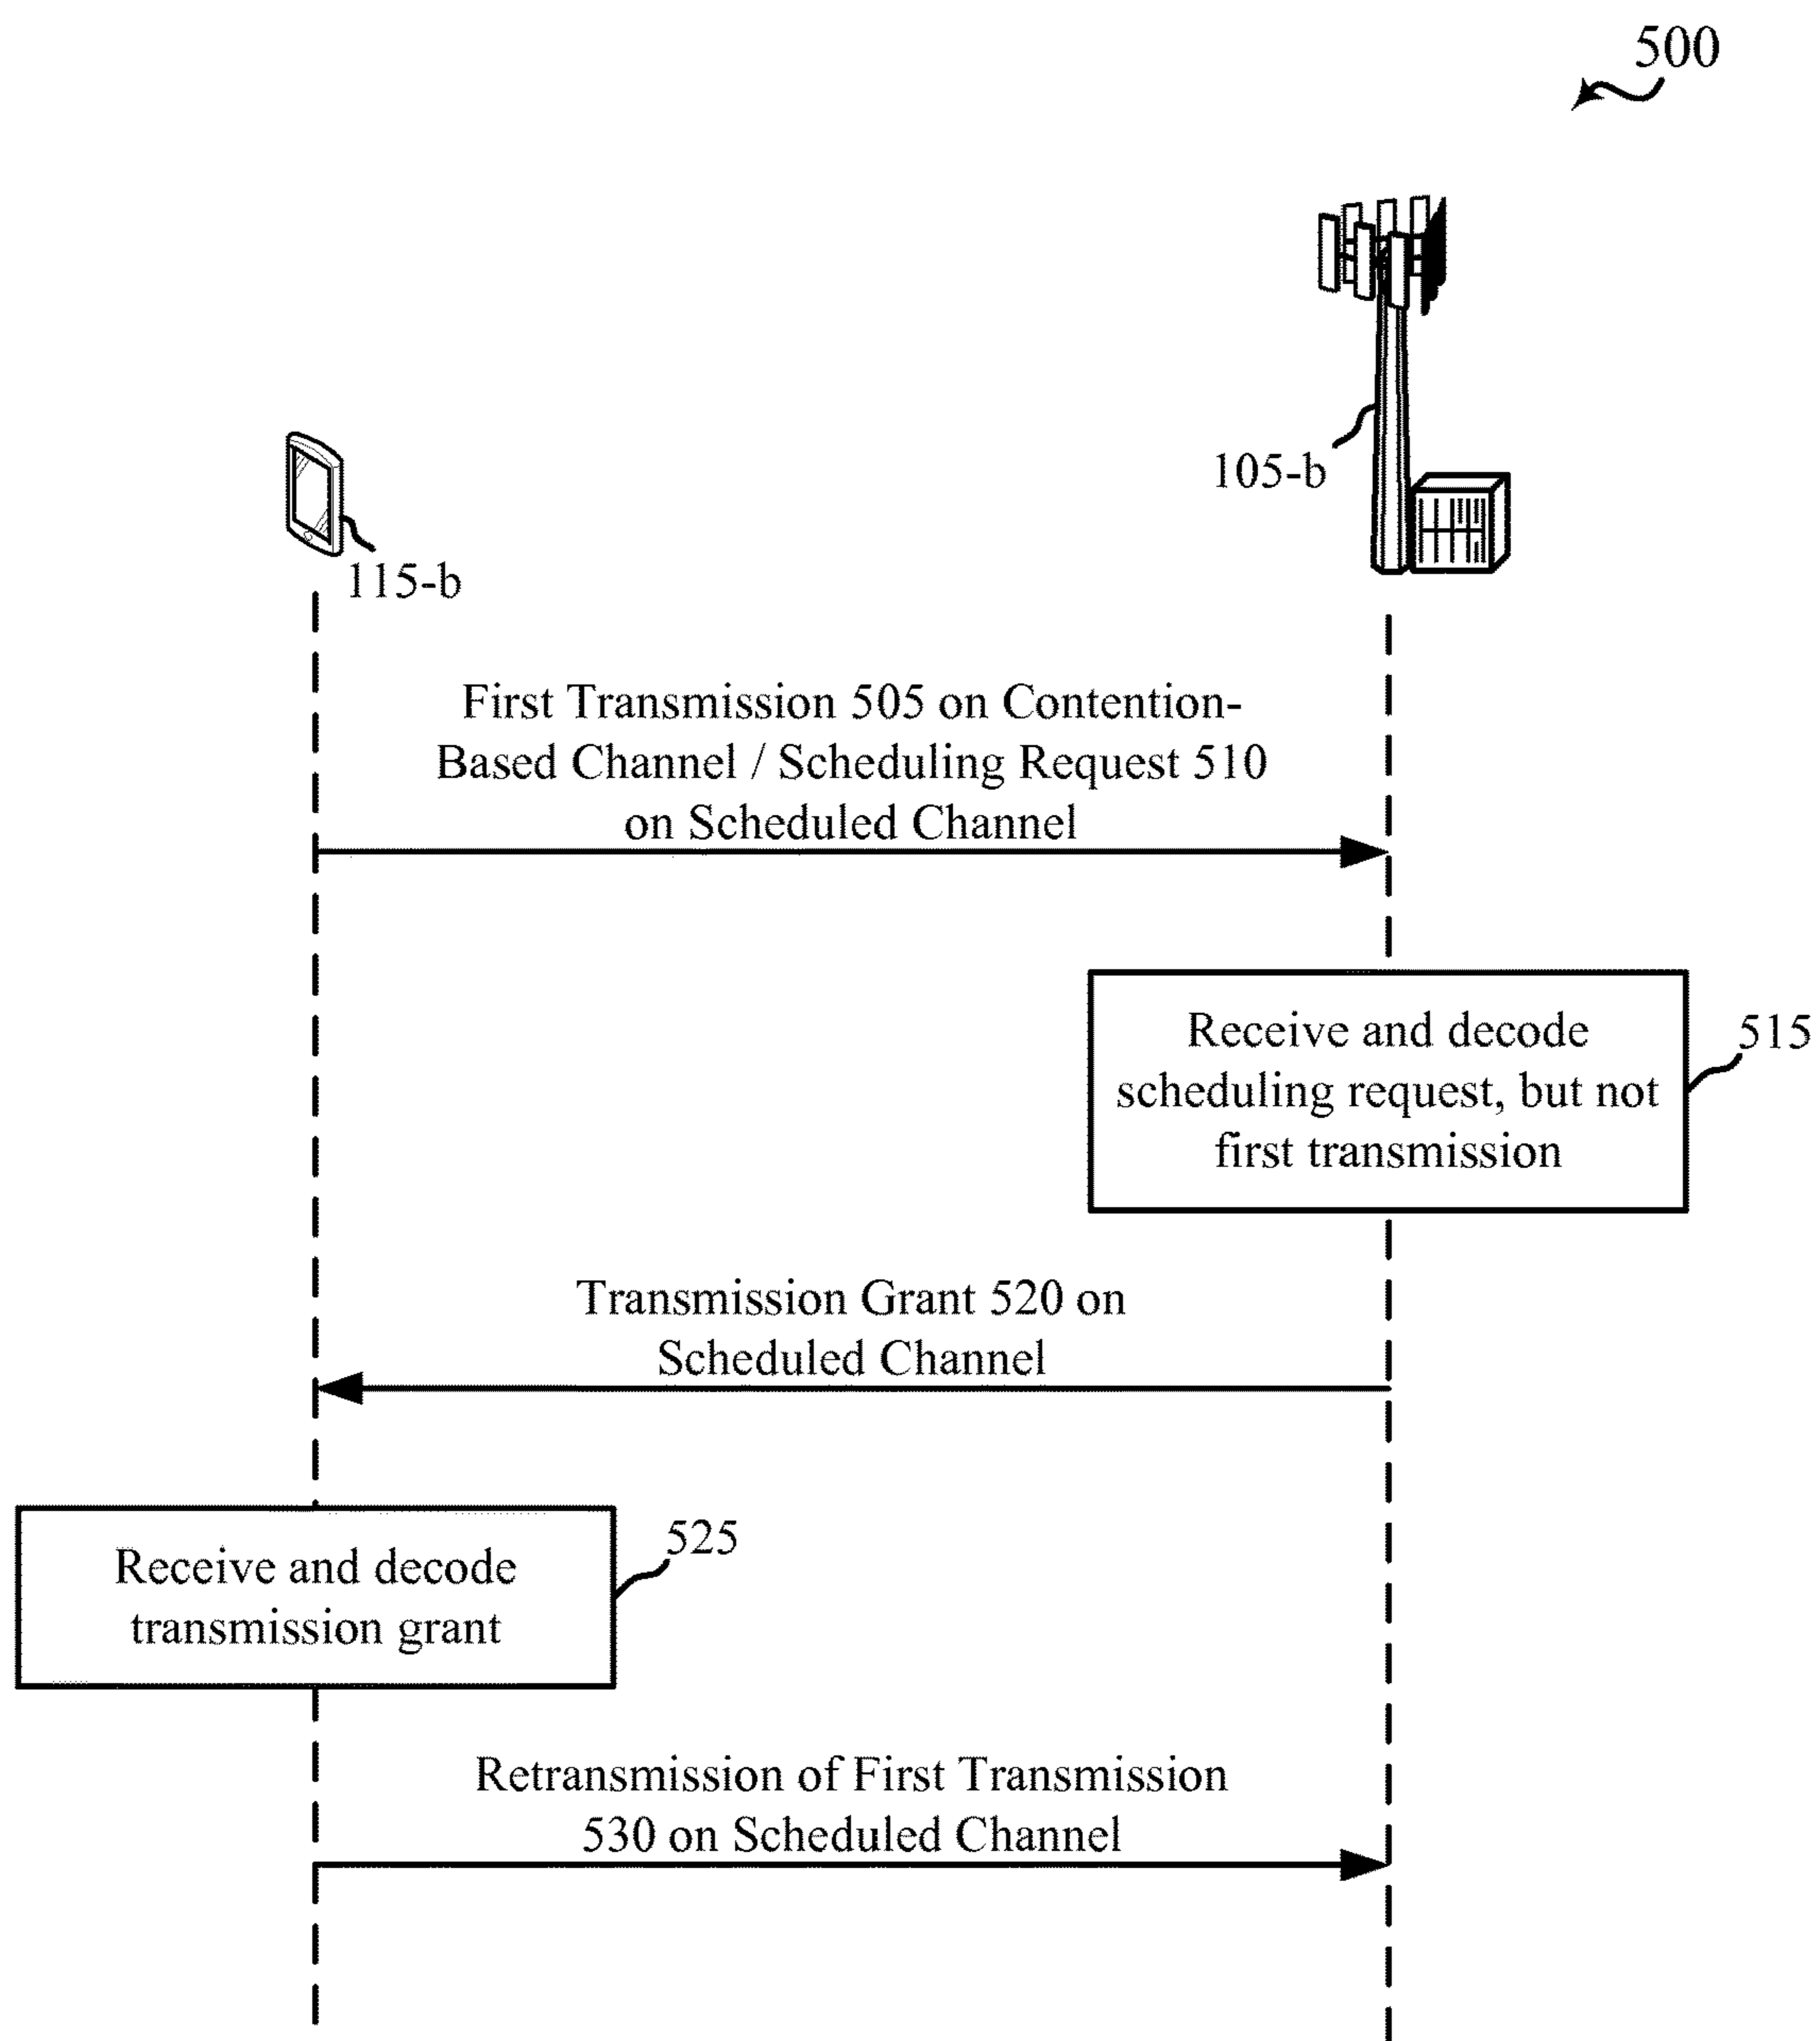 500
105-b
115-b
First Transmission 505 on Contention-
Based Channel / Scheduling Request 510
on Scheduled Channel
Receive and decode
scheduling request, but not
first transmission
515
Transmission Grant 520 on
Scheduled Channel
525
Receive and decode
transmission grant
Retransmission of First Transmission
530 on Scheduled Channel